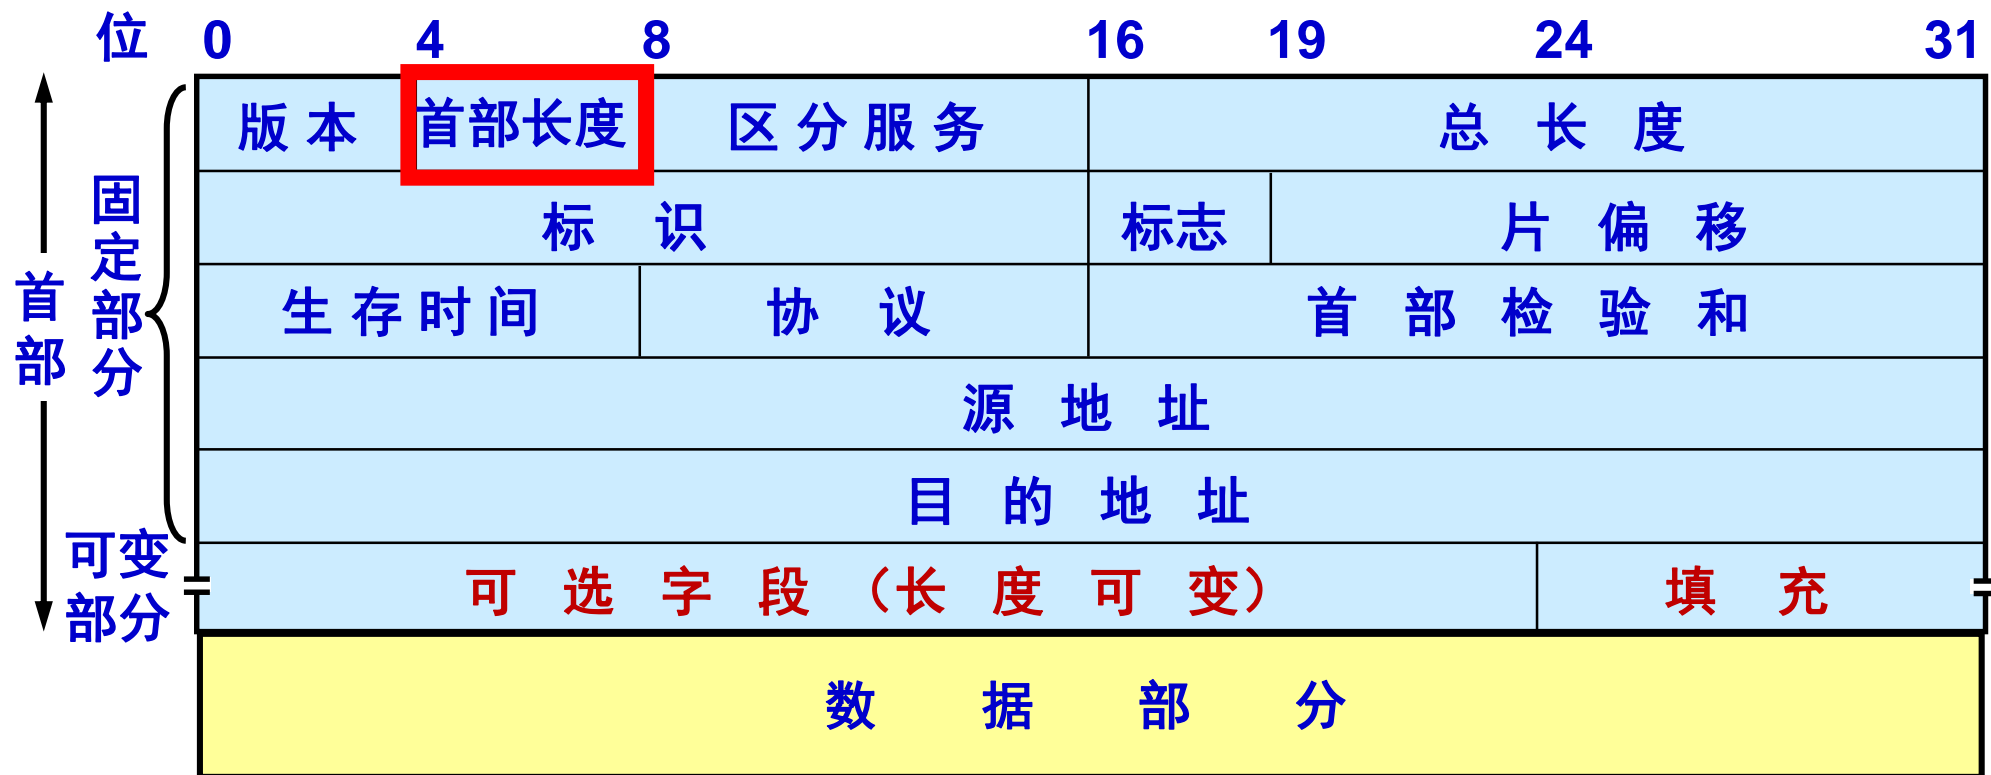 位 0 4 8 16 19 24 31
版 本 首部长度 区 分 服 务 总 长 度
标 识 标志 片 偏 移
生 存 时 间 协 议 首 部 检 验 和
源 地 址
目 的 地 址
可 选 字 段 （长 度 可 变） 填 充
数 据 部 分
首部
固定部分
可变
部分